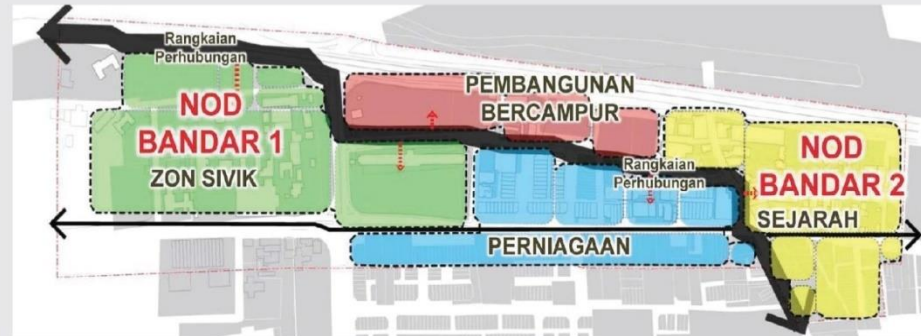 Rangkaian
Perhubungan
NOD
BANDAR 1
ZON SIVIK
PEMBANGUNAN
BERCAMPUR
Rangkaian
Perhubungan
NOD
BANDAR 2
SEJARAH
PERNIAGAAN